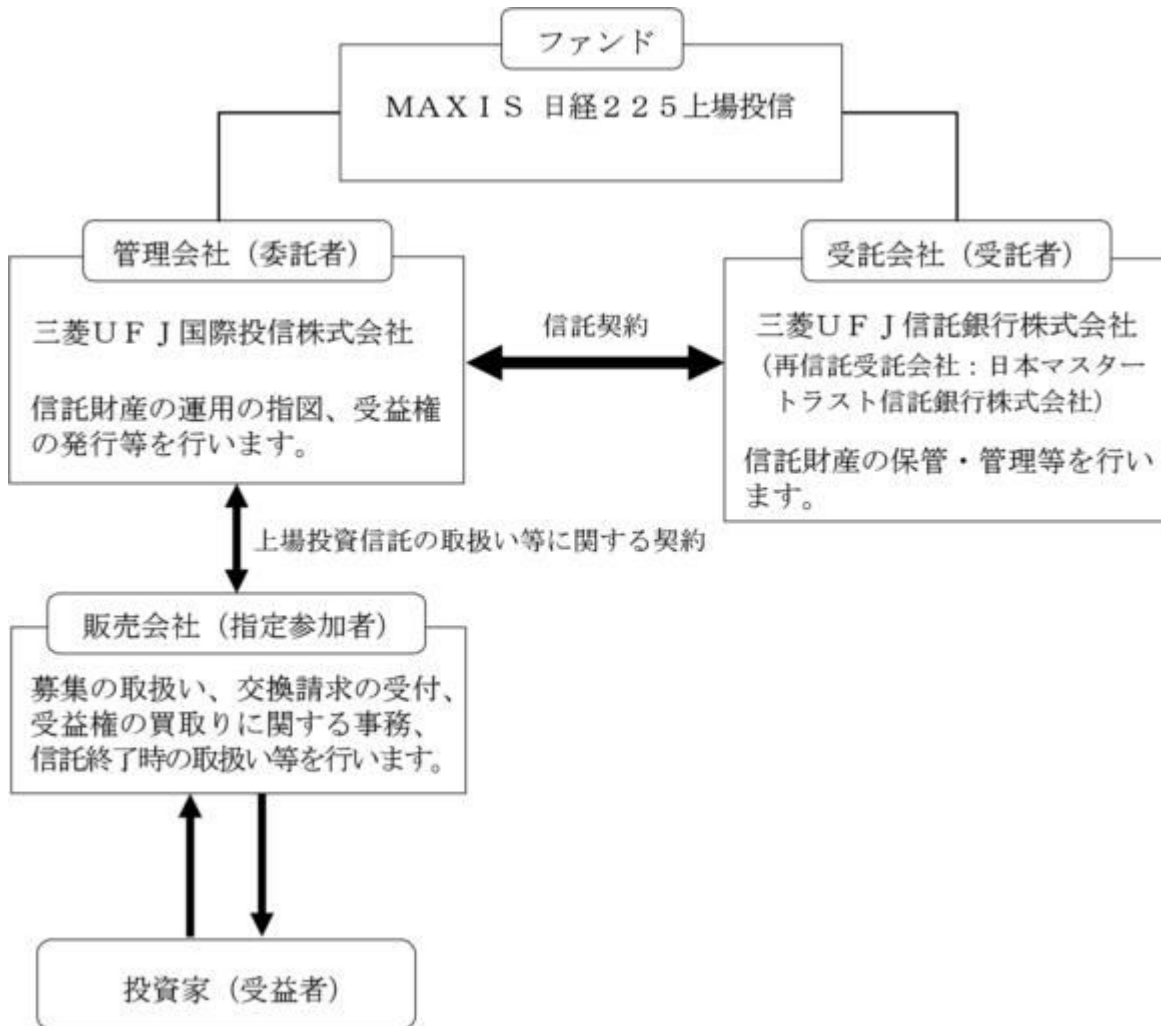 ファンド
ＭＡＸＩＳ 日経２２５上場投信
管理会社（委託者）
三菱ＵＦＪ国際投信株式会社
信託財産の運用の指図、受益権
の発行等を行います。
信託契約
受託会社（受託者）
三菱ＵＦＪ信託銀行株式会社
（再信託受託会社：日本マスター
トラスト信託銀行株式会社）
信託財産の保管・管理等を行い
ます。
上場投資信託の取扱い等に関する契約
販売会社（指定参加者）
募集の取扱い、交換請求の受付、
受益権の買取りに関する事務、
信託終了時の取扱い等を行います。
投資家（受益者）